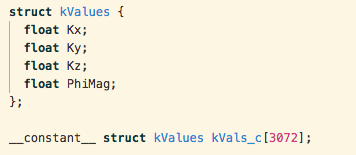 struct kValues {
  float Kx;
  float Ky;
  float Kz;
  float PhiMag;
};
__constant__ struct kValues kVals_c[3072];